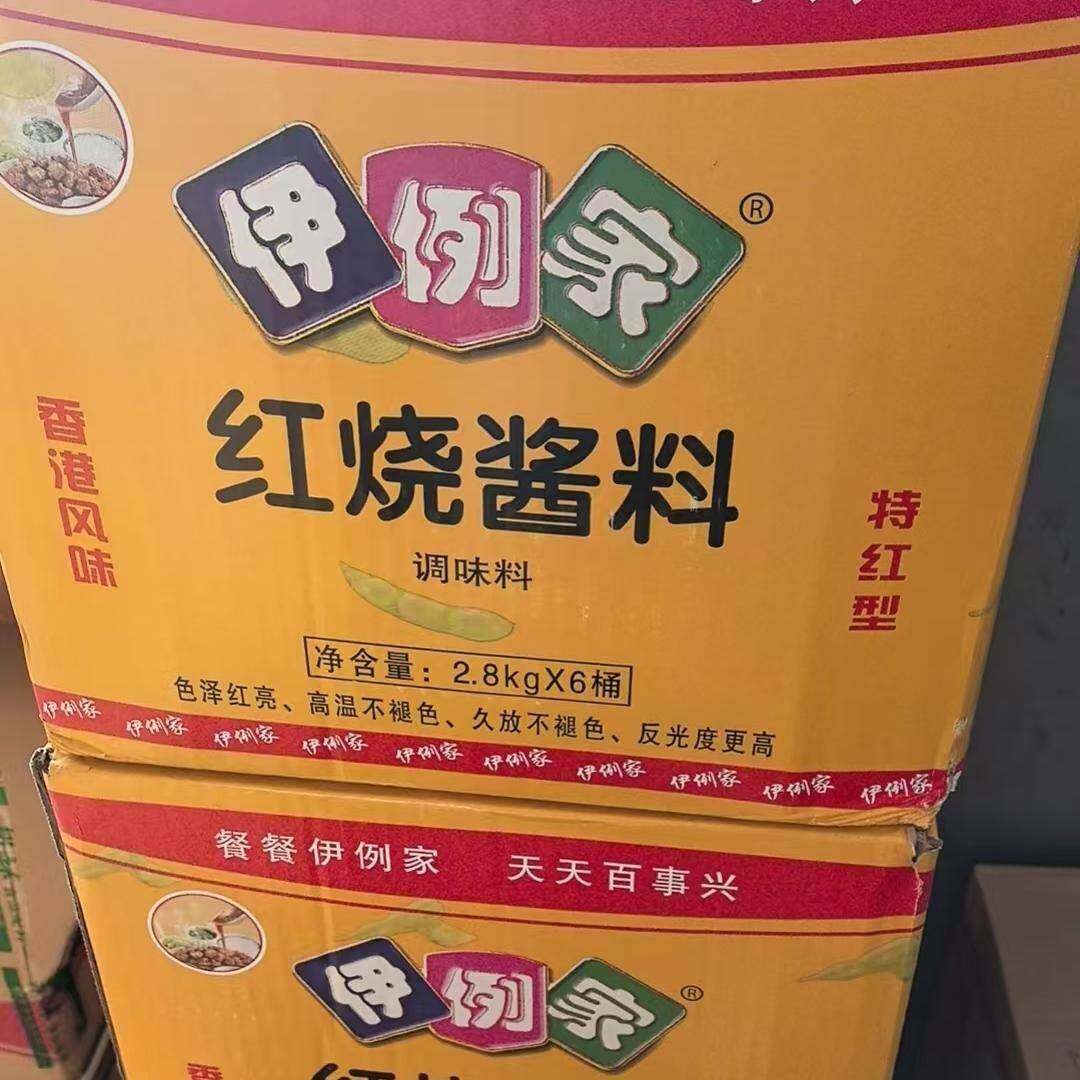 伊例家®
香港风味
红烧酱料
特红型
调味料
净含量：2.8kgX6桶
色泽红亮、高温不褪色、久放不褪色、反光度更高
伊例家 伊例家 伊例家 伊例家 伊例家 伊例家 伊例家 伊例家 伊例家 伊例家
餐餐伊例家 天天百事兴
伊例家®
香